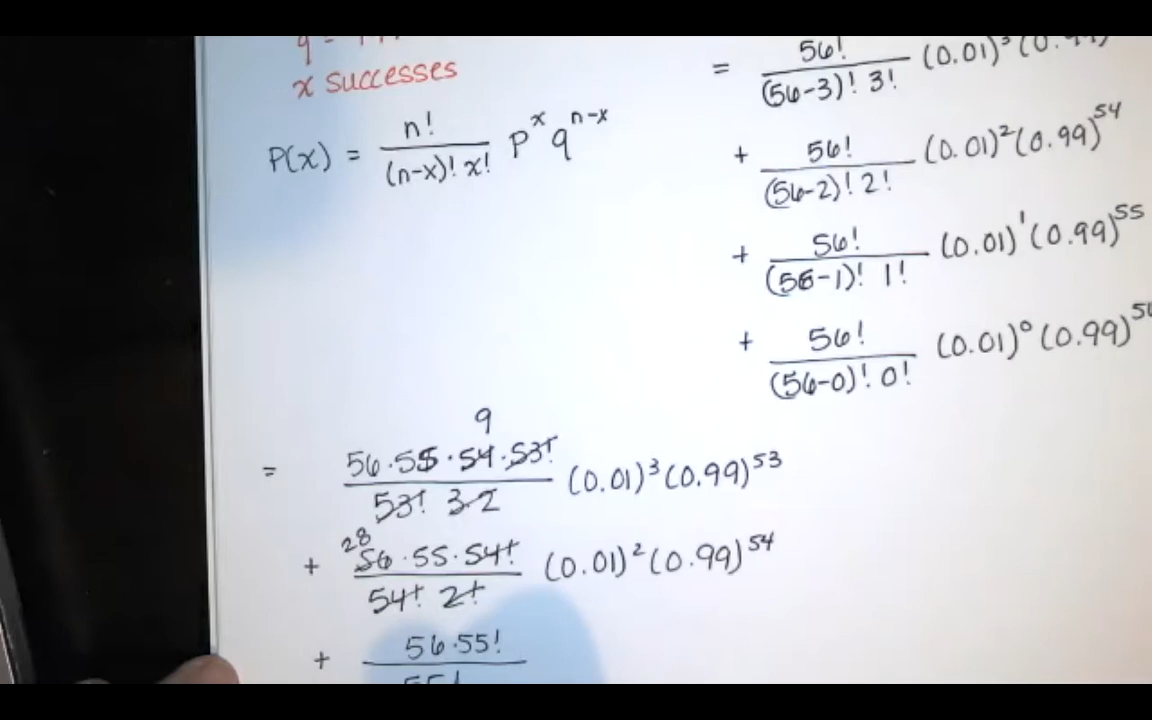 x successes
P(x) = n! / (n-x)! x! p^x q^(n-x)
= 56! / (56-3)! 3! (0.01)^3
+ 56! / (56-2)! 2! (0.01)^2 (0.99)^54
+ 56! / (56-1)! 1! (0.01)^1 (0.99)^55
+ 56! / (56-0)! 0! (0.01)^0 (0.99)
9
= 56·55·54·53! / 53! 3·2 (0.01)^3 (0.99)^53
28
+ 56·55·54! / 54! 2! (0.01)^2 (0.99)^54
+ 56·55!